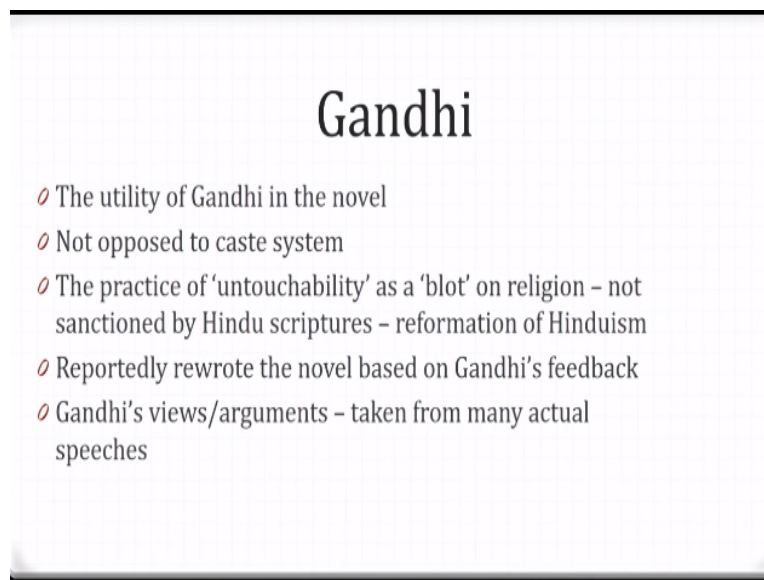 Gandhi
The utility of Gandhi in the novel
Not opposed to caste system
The practice of ‘untouchability’ as a ‘blot’ on religion – not
sanctioned by Hindu scriptures – reformation of Hinduism
Reportedly rewrote the novel based on Gandhi’s feedback
Gandhi’s views/arguments – taken from many actual
speeches